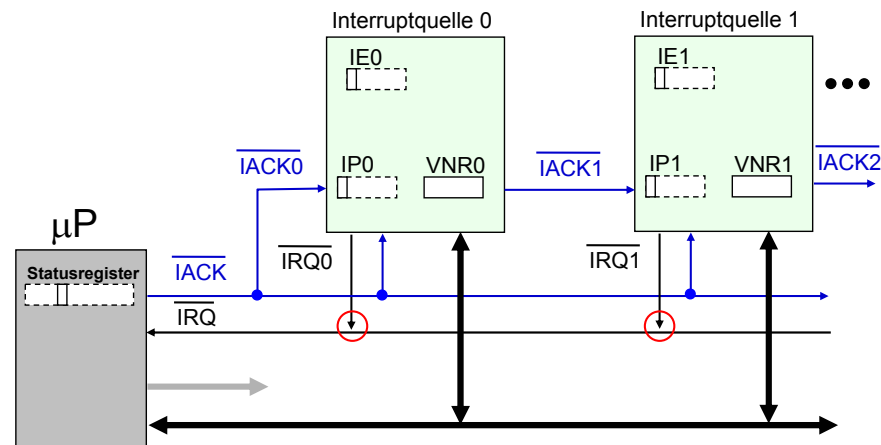 Interruptquelle 0
Interruptquelle 1
IE0
IE1
IACK0
IP0
VNR0
IACK1
IP1
VNR1
IACK2
μP
Statusregister
IACK
IRQ0
IRQ1
IRQ